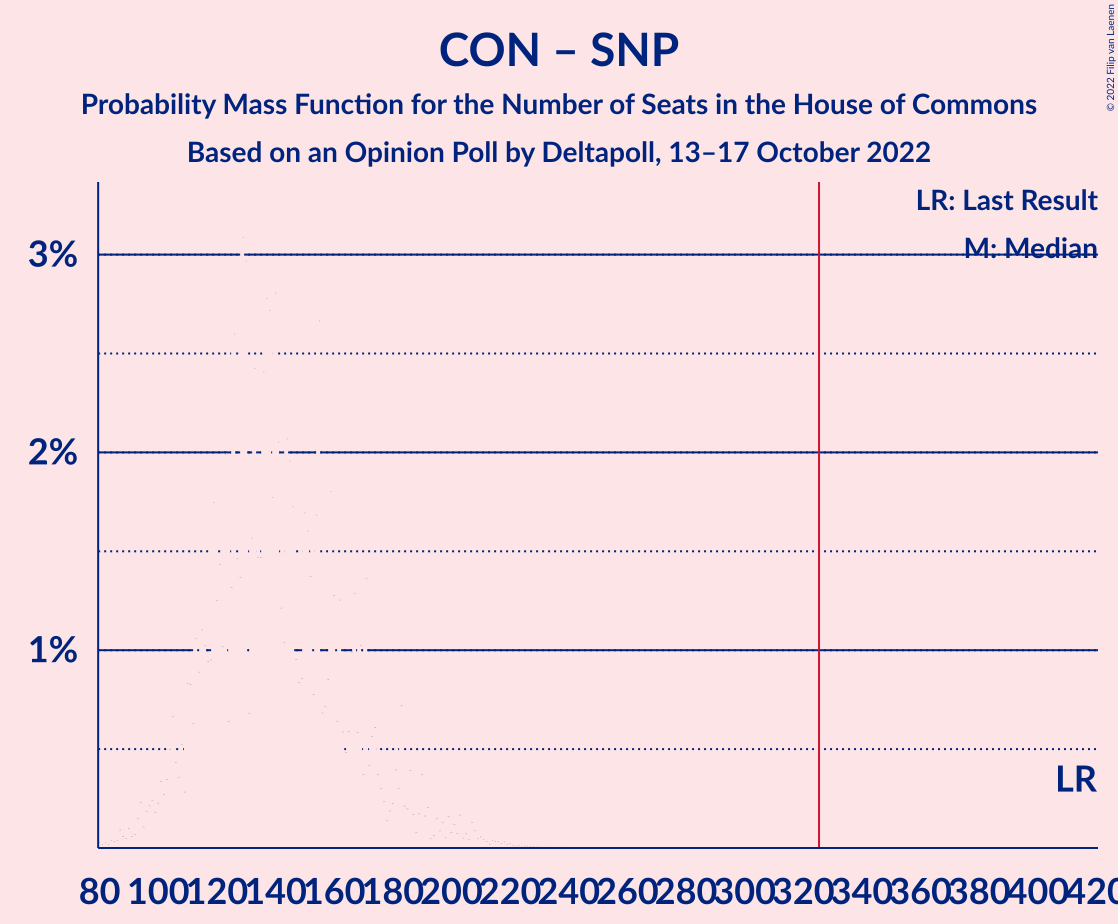 CON – SNP
Probability Mass Function for the Number of Seats in the House of Commons
Based on an Opinion Poll by Deltapoll, 13–17 October 2022
© 2022 Filip van Laenen
LR: Last Result
M: Median
3%
2%
1%
LR
80 100 120 140 160 180 200 220 240 260 280 300 320 340 360 380 400 420